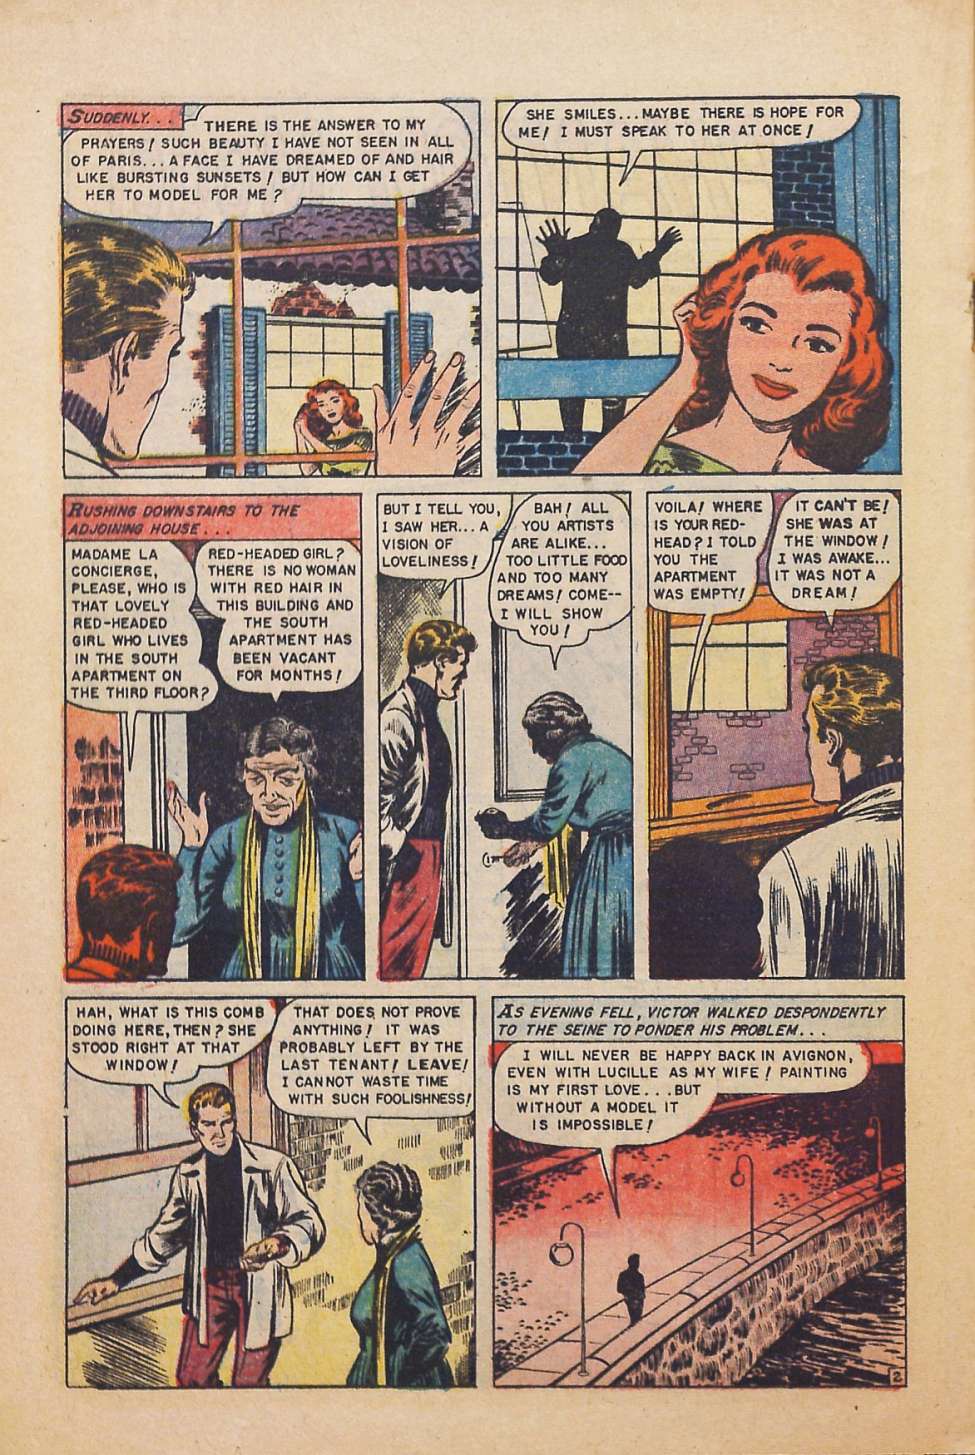 SUDDENLY...
THERE IS THE ANSWER TO MY
PRAYERS! SUCH BEAUTY I HAVE NOT SEEN IN ALL
OF PARIS... A FACE I HAVE DREAMED OF AND HAIR
LIKE BURSTING SUNSETS! BUT HOW CAN I GET
HER TO MODEL FOR ME?
SHE SMILES...MAYBE THERE IS HOPE FOR
ME! I MUST SPEAK TO HER AT ONCE!
RUSHING DOWNSTAIRS TO THE
ADJOINING HOUSE...
MADAME LA
CONCIERGE,
PLEASE, WHO IS
THAT LOVELY
RED-HEADED
GIRL WHO LIVES
IN THE SOUTH
APARTMENT ON
THE THIRD FLOOR?
RED-HEADED GIRL?
THERE IS NO WOMAN
WITH RED HAIR IN
THIS BUILDING AND
THE SOUTH
APARTMENT HAS
BEEN VACANT
FOR MONTHS!
BUT I TELL YOU,
I SAW HER...A
VISION OF
LOVELINESS!
BAH! ALL
YOU ARTISTS
ARE ALIKE...
TOO LITTLE FOOD
AND TOO MANY
DREAMS! COME--
I WILL SHOW
YOU!
VOILA! WHERE
IS YOUR RED-
HEAD? I TOLD
YOU THE
APARTMENT
WAS EMPTY!
IT CAN'T BE!
SHE WAS AT
THE WINDOW!
I WAS AWAKE...
IT WAS NOT A
DREAM!
HAH, WHAT IS THIS COMB
DOING HERE, THEN? SHE
STOOD RIGHT AT THAT
WINDOW!
THAT DOES NOT PROVE
ANYTHING! IT WAS
PROBABLY LEFT BY THE
LAST TENANT! LEAVE!
I CANNOT WASTE TIME
WITH SUCH FOOLISHNESS!
AS EVENING FELL, VICTOR WALKED DESPONDENTLY
TO THE SEINE TO PONDER HIS PROBLEM...
I WILL NEVER BE HAPPY BACK IN AVIGNON,
EVEN WITH LUCILLE AS MY WIFE! PAINTING
IS MY FIRST LOVE...BUT
WITHOUT A MODEL IT
IS IMPOSSIBLE!
2